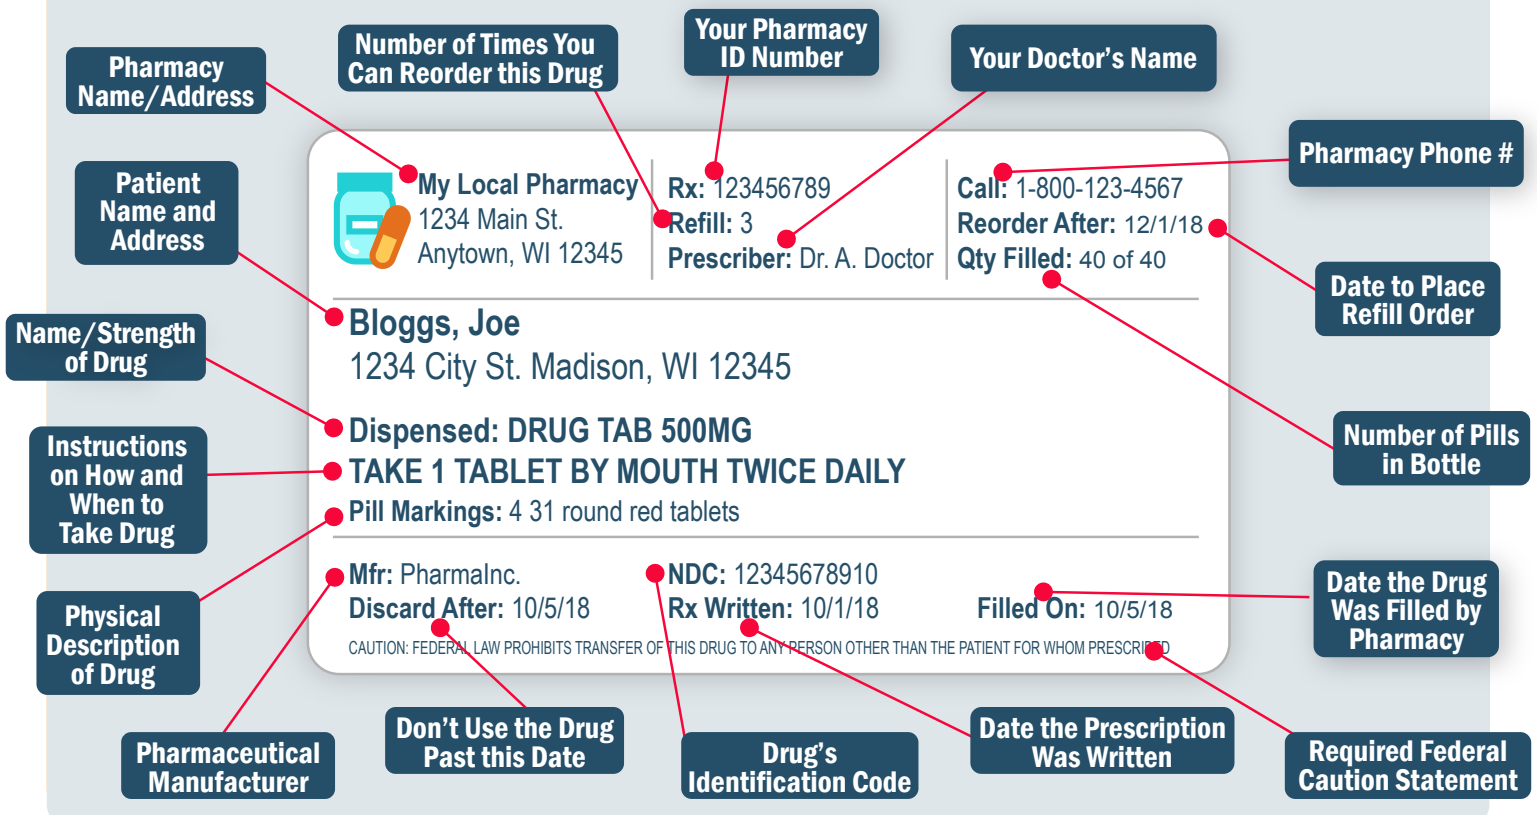 Pharmacy
Name/Address
Number of Times You
Can Reorder this Drug
Your Pharmacy
ID Number
Your Doctor's Name
Pharmacy Phone #
Patient
Name and
Address
My Local Pharmacy
1234 Main St.
Anytown, WI 12345
Rx: 123456789
Refill: 3
Prescriber: Dr. A. Doctor
Call: 1-800-123-4567
Reorder After: 12/1/18
Qty Filled: 40 of 40
Date to Place
Refill Order
Name/Strength
of Drug
Bloggs, Joe
1234 City St. Madison, WI 12345
Number of Pills
in Bottle
Instructions
on How and
When to
Take Drug
Dispensed: DRUG TAB 500MG
TAKE 1 TABLET BY MOUTH TWICE DAILY
Pill Markings: 4 31 round red tablets
Physical
Description
of Drug
Mfr: PharmaInc.
Discard After: 10/5/18
NDC: 12345678910
Rx Written: 10/1/18
Filled On: 10/5/18
CAUTION: FEDERAL LAW PROHIBITS TRANSFER OF THIS DRUG TO ANY PERSON OTHER THAN THE PATIENT FOR WHOM PRESCRIBED
Date the Drug
Was Filled by
Pharmacy
Pharmaceutical
Manufacturer
Don't Use the Drug
Past this Date
Drug's
Identification Code
Date the Prescription
Was Written
Required Federal
Caution Statement